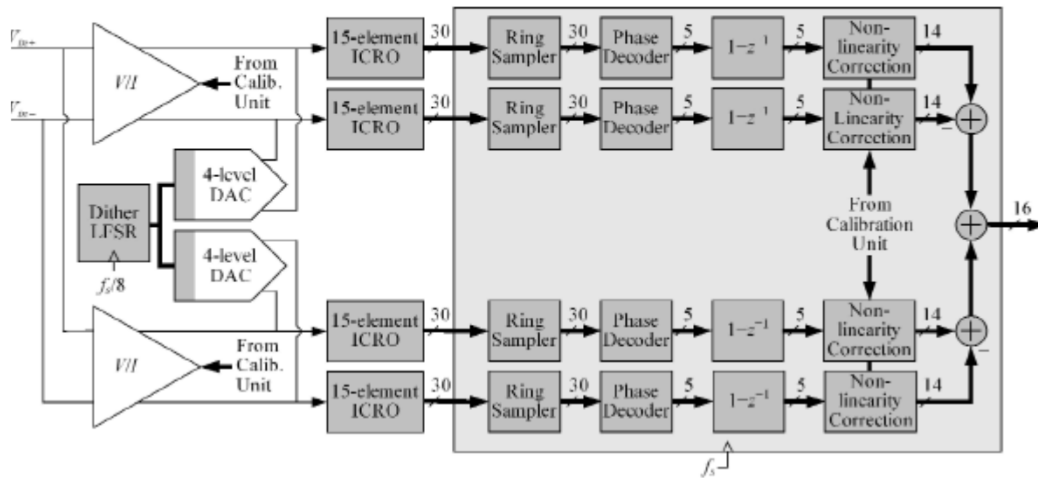 V_in+
V_in−
V/I
From
Calib.
Unit
15-element
ICRO
30
Ring
Sampler
30
Phase
Decoder
5
1−z⁻¹
5
Non-
linearity
Correction
14
15-element
ICRO
30
Ring
Sampler
30
Phase
Decoder
5
1−z⁻¹
5
Non-
Linearity
Correction
14
−
+
4-level
DAC
Dither
LFSR
f_s/8
4-level
DAC
From
Calibration
Unit
+
16
V/I
From
Calib.
Unit
15-element
ICRO
30
Ring
Sampler
30
Phase
Decoder
5
1−z⁻¹
5
Non-
linearity
Correction
14
+
−
15-element
ICRO
30
Ring
Sampler
30
Phase
Decoder
5
1−z⁻¹
5
Non-
linearity
Correction
14
f_s